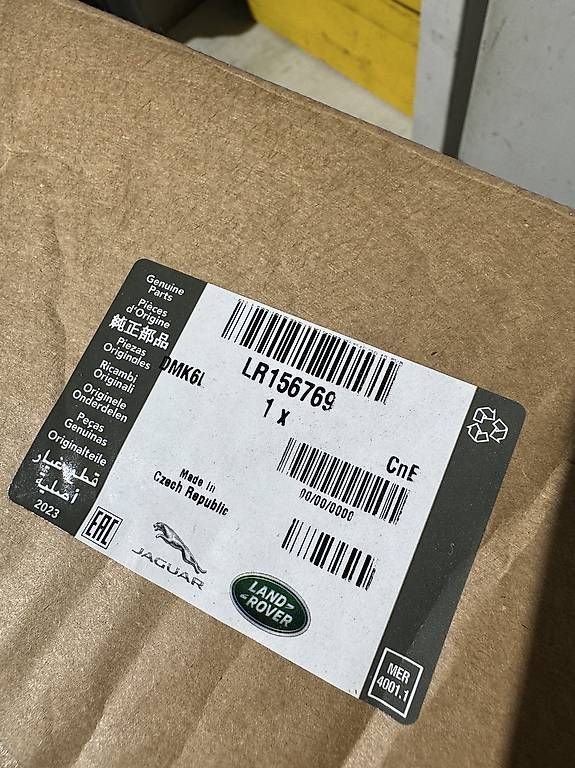 Genuine
Parts
Pièces
d'Origine
純正部品
Piezas
Originales
Ricambi
Originali
Originele
Onderdelen
Peças
Genuínas
Originalteile
قطع غيار
أصلية
2023
DMK6L
LR156769
1 x
CnE
00/00/0000
Made in
Czech Republic
EAC
JAGUAR
LAND-
ROVER
MER
4001.1